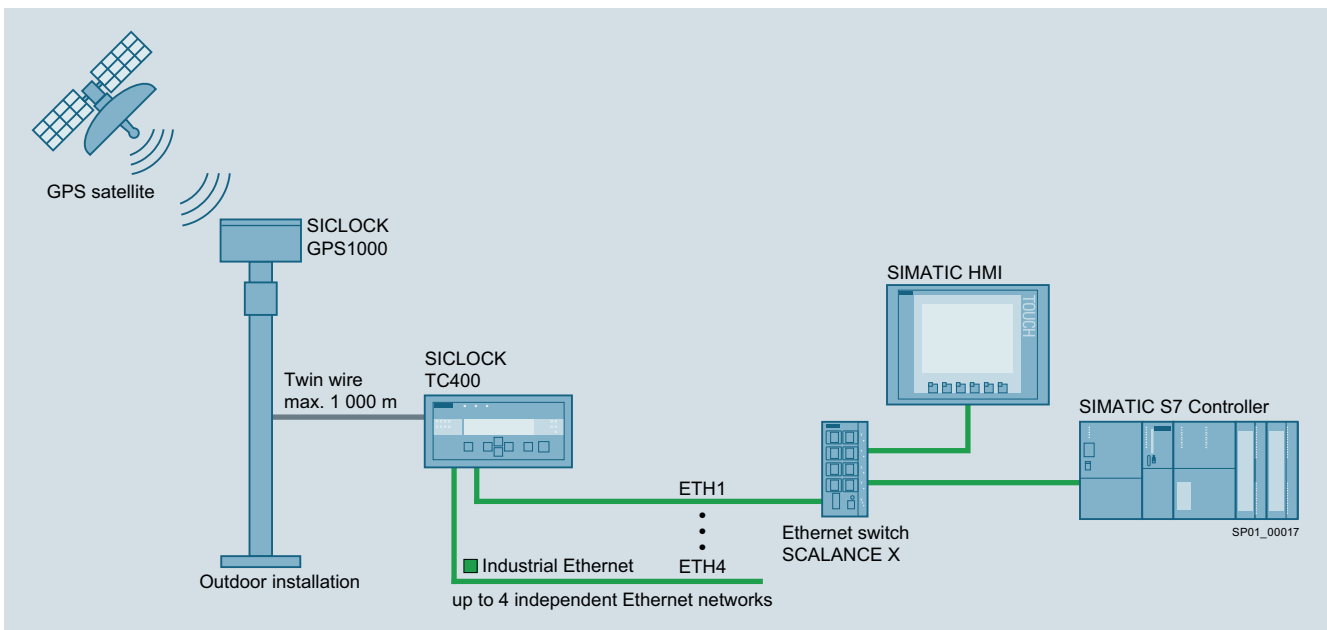 GPS satellite
SICLOCK
GPS1000
SIMATIC HMI
TOUCH
SICLOCK
TC400
Twin wire
max. 1 000 m
SIMATIC S7 Controller
ETH1
Ethernet switch
SCALANCE X
SP01_00017
Industrial Ethernet
ETH4
Outdoor installation
up to 4 independent Ethernet networks